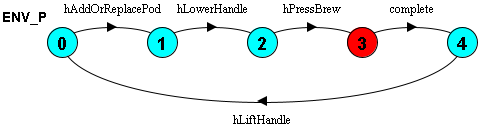 hAddOrReplacePod hLowerHandle hPressBrew complete
ENV_P
0 1 2 3 4
hLiftHandle